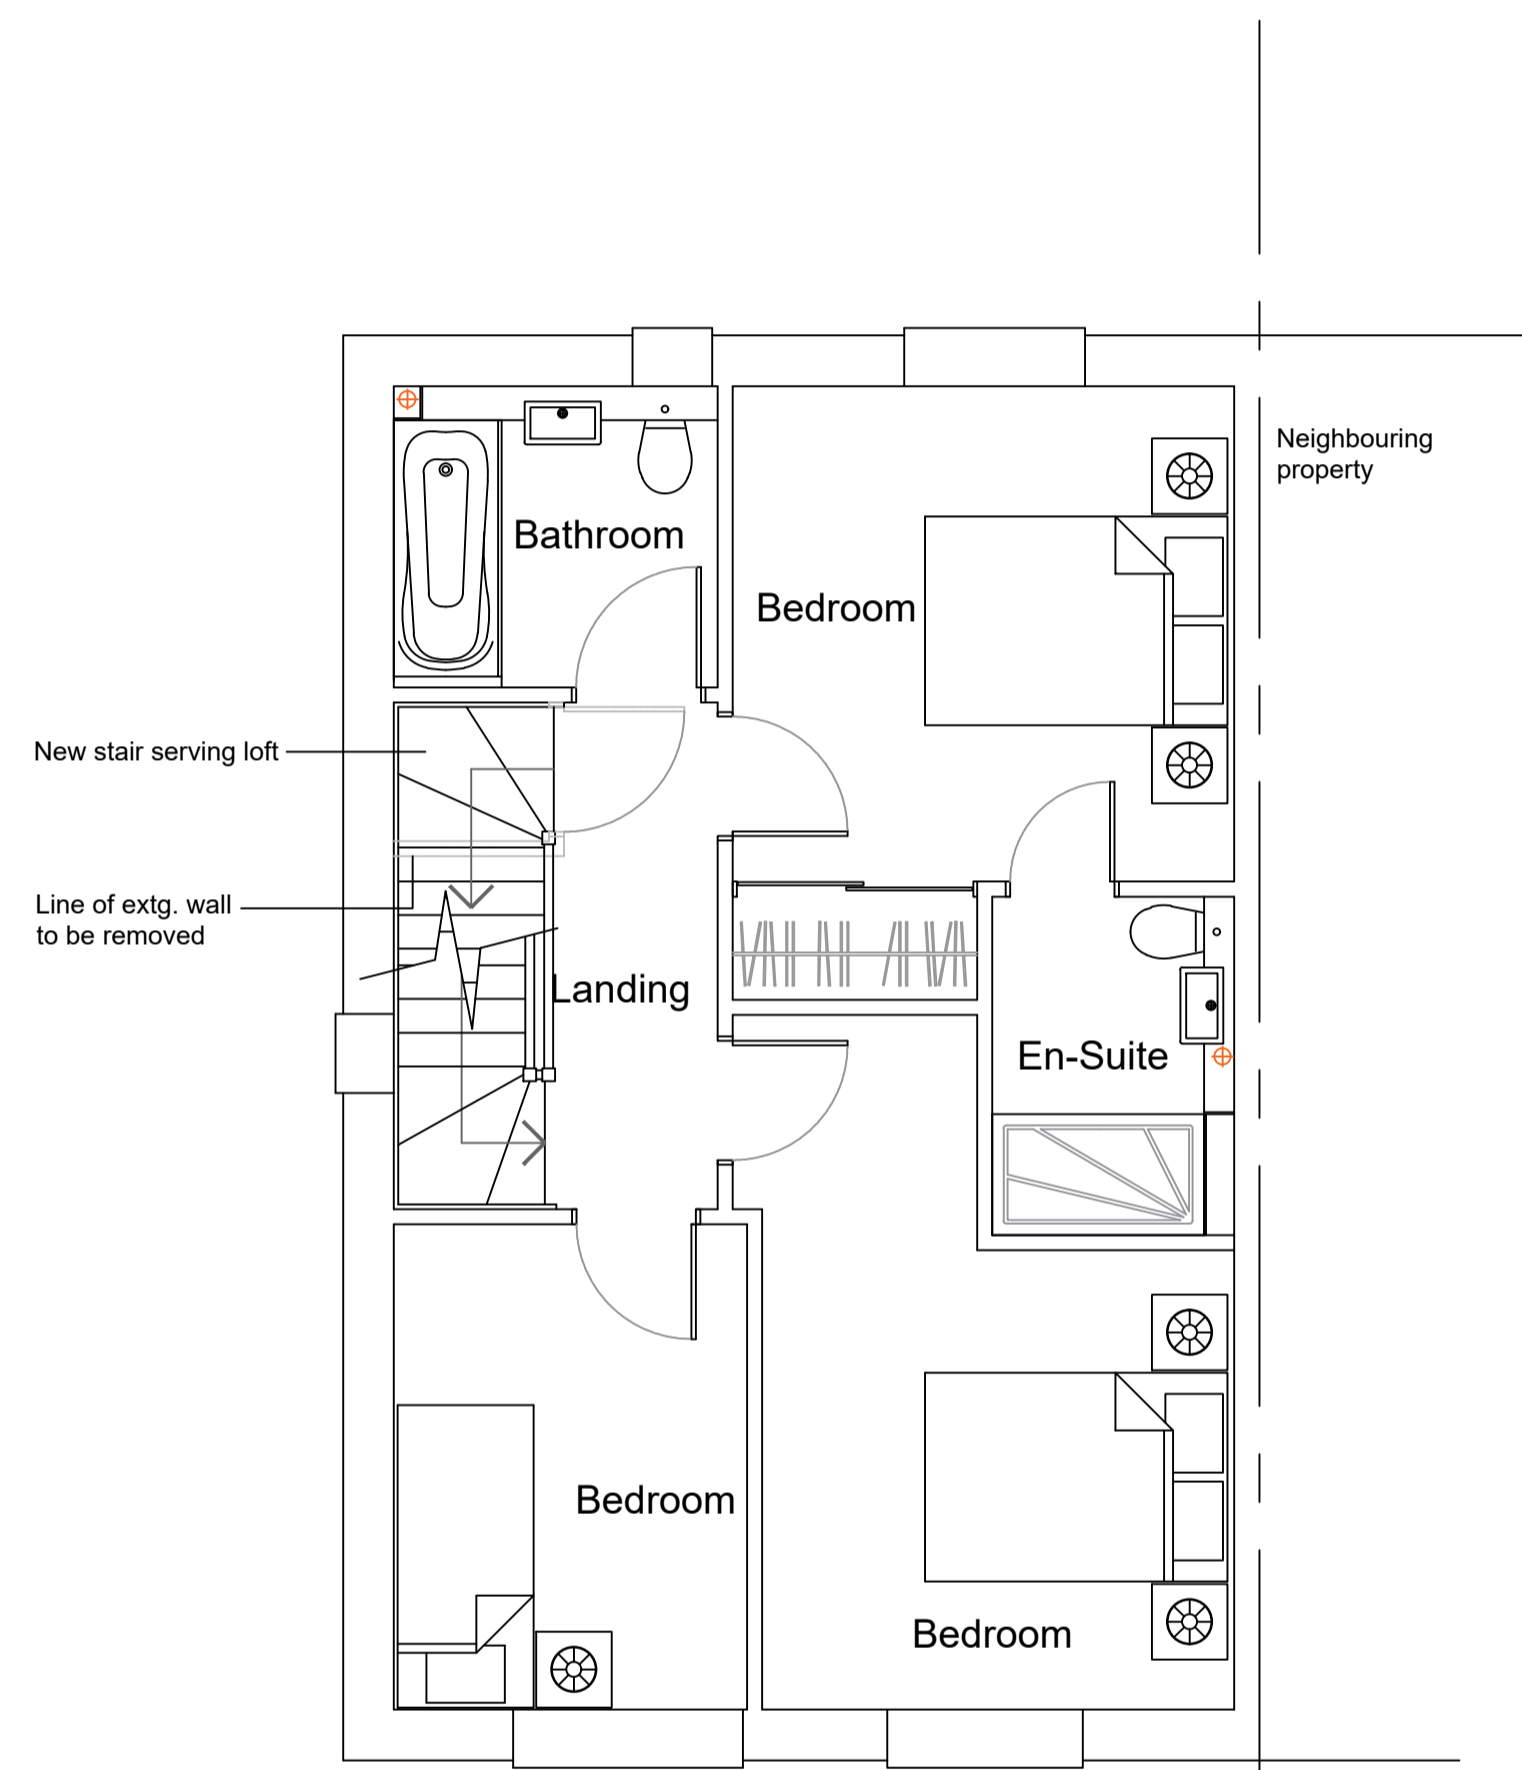 Neighbouring
property
Bathroom
Bedroom
New stair serving loft
Line of extg. wall
to be removed
Landing
En-Suite
Bedroom
Bedroom